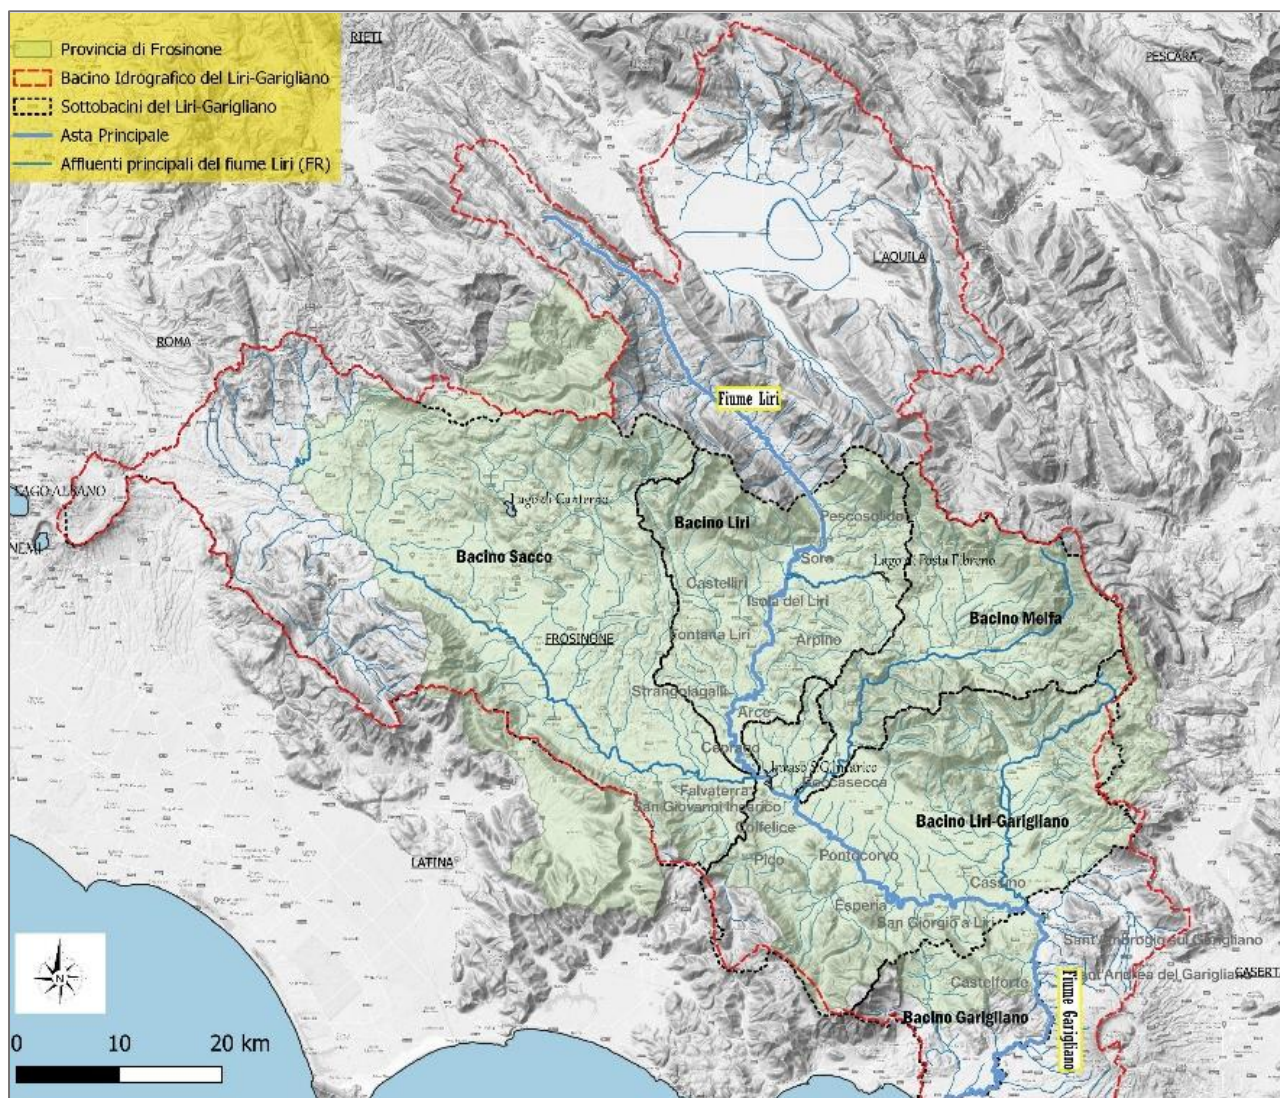 Provincia di Frosinone
Bacino Idrografico del Liri-Garigliano
Sottobacini del Liri-Garigliano
Asta Principale
Affluenti principali del fiume Liri (FR)
RIETI
PESCARA
L'AQUILA
ROMA
Fiume Liri
LAGO ALBANO
NEMI
Lago di Canterno
Bacino Liri
Pescosolido
Bacino Sacco
Sora
Lago di Posta Fibreno
Castelliri
Isola del Liri
Bacino Melfa
Fontana Liri
FROSINONE
Arpino
Strangolagalli
Arce
Ceprano
Invaso S.G. Incarico
Roccasecca
Falvaterra
San Giovanni Incarico
Colfelice
Bacino Liri-Garigliano
LATINA
Pico
Pontecorvo
Cassino
Esperia
San Giorgio a Liri
Sant'Ambrogio sul Garigliano
Sant'Andrea del Garigliano
CASERT
Castelforte
Bacino Garigliano
Fiume Garigliano
N
0 10 20 km